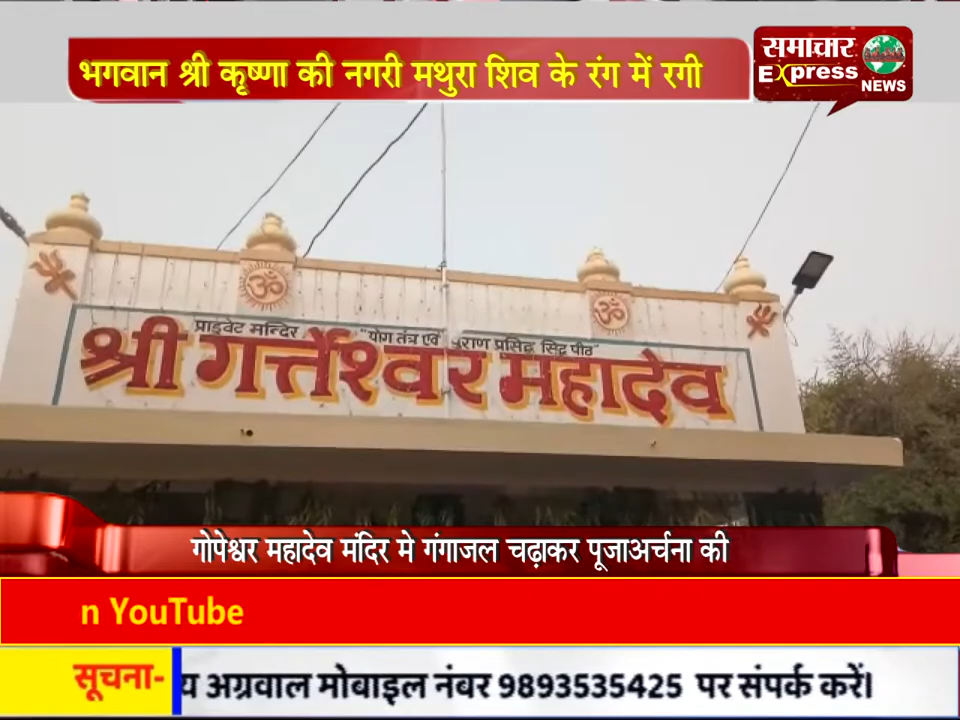 भगवान श्री कृष्णा की नगरी मथुरा शिव के रंग में रगी
समाचार
Express
NEWS
प्राइवेट मन्दिर "योग तंत्र एवं पुराण प्रसिद्ध सिद्ध पीठ"
श्री गर्त्तेश्वर महादेव
गोपेश्वर महादेव मंदिर मे गंगाजल चढ़ाकर पूजाअर्चना की
n YouTube
सूचना- य अग्रवाल मोबाइल नंबर 9893535425 पर संपर्क करें।